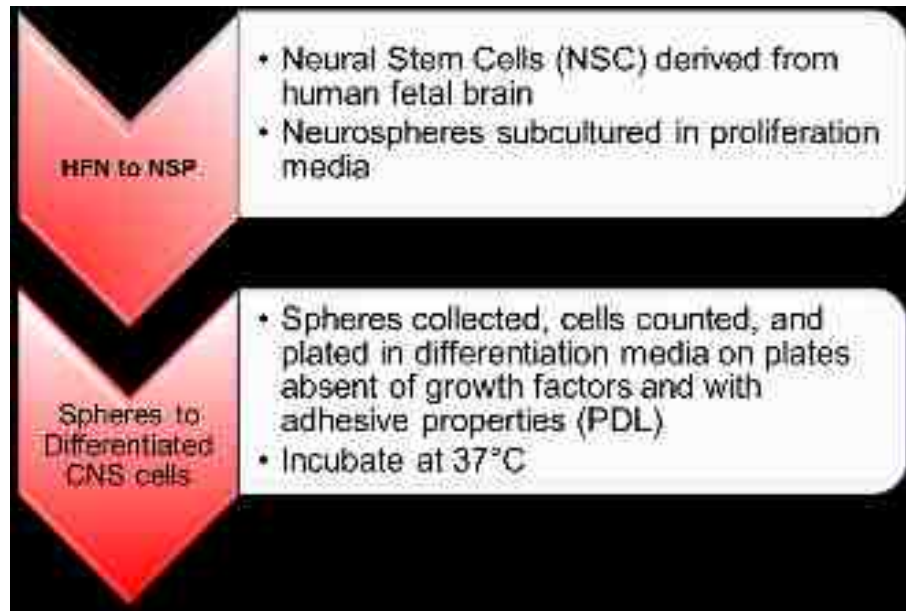 HFN to NSP
• Neural Stem Cells (NSC) derived from
human fetal brain
• Neurospheres subcultured in proliferation
media
Spheres to
Differentiated
CNS cells
• Spheres collected, cells counted, and
plated in differentiation media on plates
absent of growth factors and with
adhesive properties (PDL)
• Incubate at 37°C